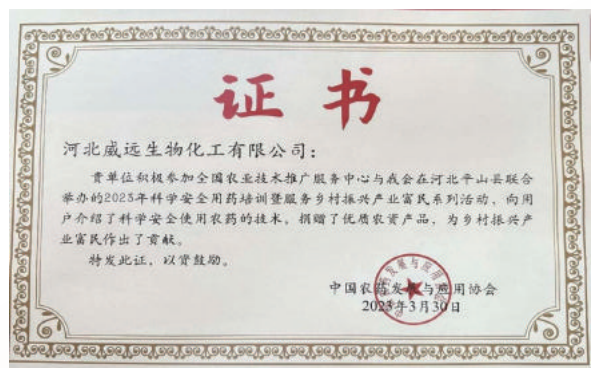 证书
河北威远生物化工有限公司：
贵单位积极参加全国农业技术推广服务中心与我会在河北平山县联合
举办的2023年科学安全用药培训暨服务乡村振兴产业富民系列活动，向用
户介绍了科学安全使用农药的技术，捐赠了优质农资产品，为乡村振兴产
业富民作出了贡献。
特发此证，以资鼓励。
中国农药发展与应用协会
2023年3月30日